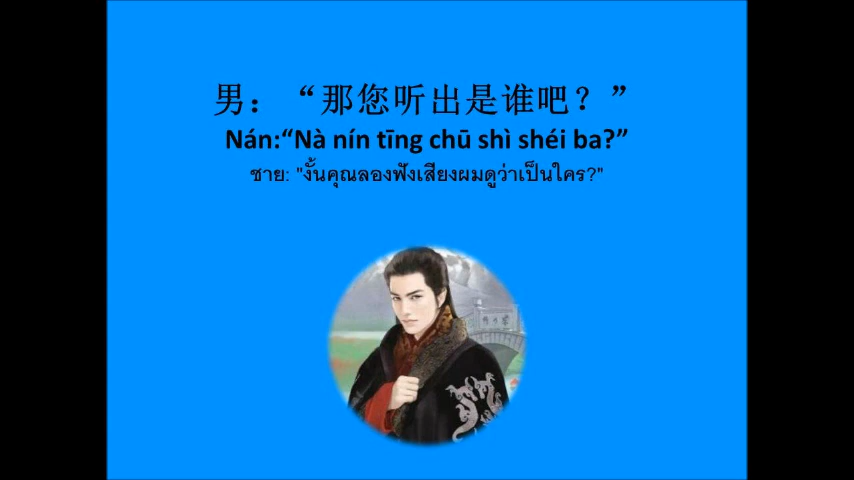 男：“那您听出是谁吧？”
Nán:“Nà nín tīng chū shì shéi ba?”
ชาย: "งั้นคุณลองฟังเสียงผมดูว่าเป็นใคร?"